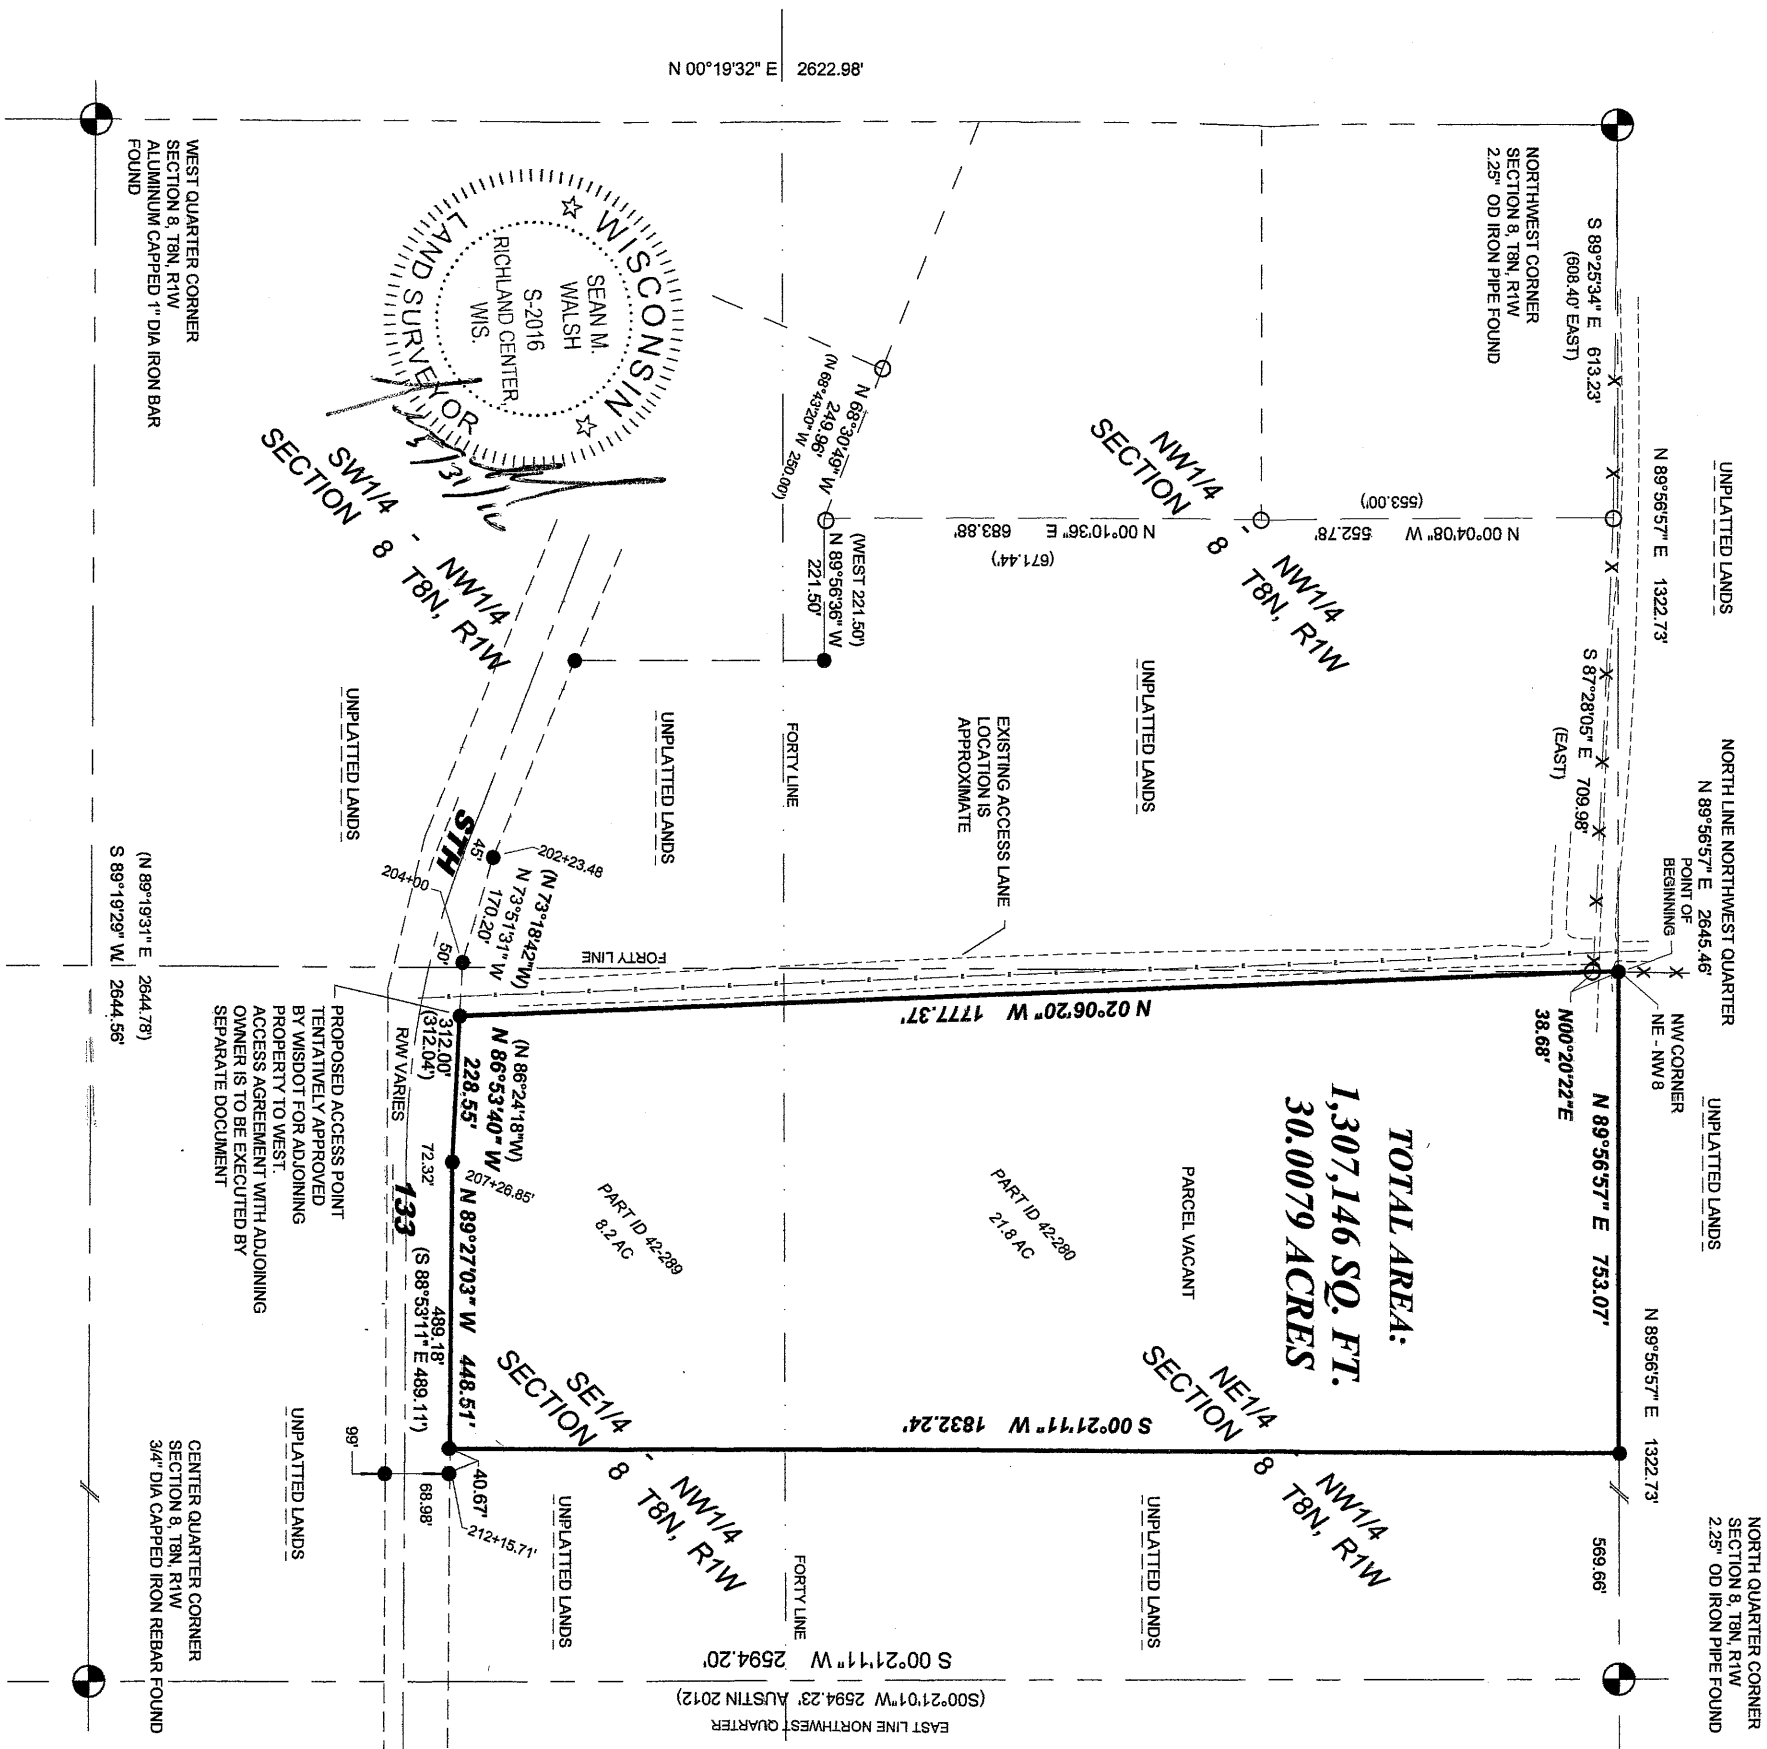 NORTH LINE NORTHWEST QUARTER
N 89°56'57" E 2645.46'
UNPLATTED LANDS
N 89°56'57" E 1322.73'
S 89°25'34" E 613.23'
(608.40' EAST)
NORTHWEST CORNER
SECTION 8, T8N, R1W
2.25" OD IRON PIPE FOUND
S 87°28'05" E 709.98'
(EAST)
POINT OF
BEGINNING
NW CORNER
NE - NW 8
UNPLATTED LANDS
N 89°56'57" E 1322.73'
NORTH QUARTER CORNER
SECTION 8, T8N, R1W
2.25" OD IRON PIPE FOUND
N 89°56'57" E 753.07'
569.66'
N00°20'22"E
38.68'
N 00°04'08" W 552.78'
(553.00')
NW1/4 - NW1/4
SECTION 8 T8N, R1W
UNPLATTED LANDS
TOTAL AREA:
1,307,146 SQ. FT.
30.0079 ACRES
NE1/4 - NW1/4
SECTION 8 T8N, R1W
PARCEL VACANT
UNPLATTED LANDS
N 00°10'36" E 683.88'
(671.44')
EXISTING ACCESS LANE
LOCATION IS
APPROXIMATE
PART ID 42-280
21.8 AC
N 02°06'20" W 1777.37'
S 00°21'11" W 1832.24'
N 68°30'49" W
249.96'
(N 68°43'20" W 250.00')
(WEST 221.50')
N 89°56'36" W
221.50'
N 00°19'32" E 2622.98'
FORTY LINE
FORTY LINE
S 00°21'11" W 2594.20'
(S00°21'01"W 2594.23' AUSTIN 2012)
EAST LINE NORTHWEST QUARTER
WISCONSIN
SEAN M.
WALSH
S-2016
RICHLAND CENTER,
WIS.
LAND SURVEYOR
5/31/16
UNPLATTED LANDS
FORTY LINE
PART ID 42-289
8.2 AC
SE1/4 - NW1/4
SECTION 8 T8N, R1W
UNPLATTED LANDS
SW1/4 - NW1/4
SECTION 8 T8N, R1W
202+23.48
(N 73°18'42"W)
N 73°51'31" W
170.20'
45'
204+00
50'
STH
(N 86°24'18"W)
N 86°53'40" W
228.55'
312.00'
(312.04')
72.32'
207+26.85'
N 89°27'03" W 448.51'
489.18'
(S 88°53'11" E 489.11')
40.67'
212+15.71'
68.98'
99'
133
R/W VARIES
UNPLATTED LANDS
PROPOSED ACCESS POINT
TENTATIVELY APPROVED
BY WISDOT FOR ADJOINING
PROPERTY TO WEST.
ACCESS AGREEMENT WITH ADJOINING
OWNER IS TO BE EXECUTED BY
SEPARATE DOCUMENT
UNPLATTED LANDS
WEST QUARTER CORNER
SECTION 8, T8N, R1W
ALUMINUM CAPPED 1" DIA IRON BAR
FOUND
(N 89°19'31" E 2644.78')
S 89°19'29" W 2644.56'
CENTER QUARTER CORNER
SECTION 8, T8N, R1W
3/4" DIA CAPPED IRON REBAR FOUND